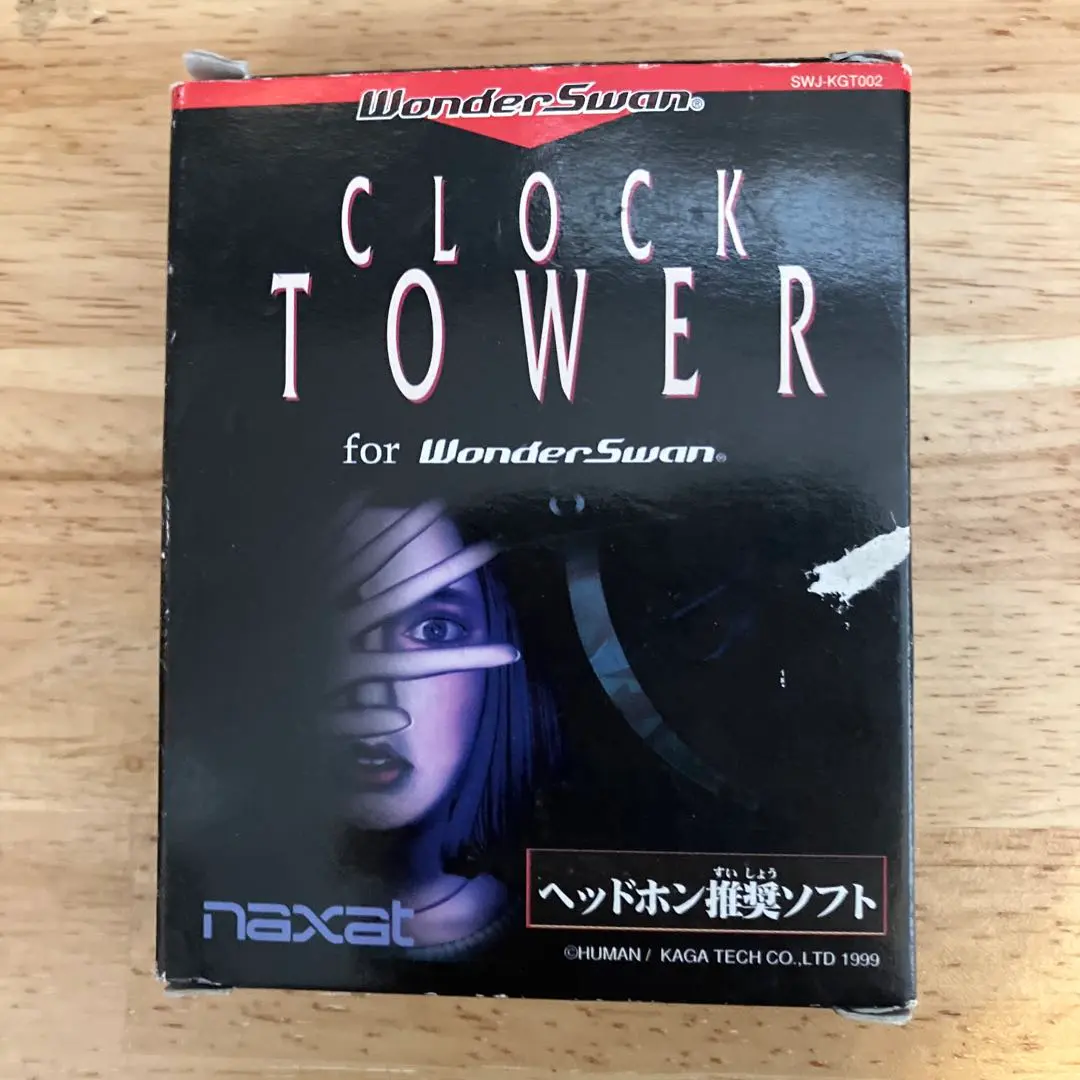 SWJ-KGT002
WonderSwan®
CLOCK
TOWER
for WonderSwan®
すいしょう
ヘッドホン推奨ソフト
naxat
©HUMAN / KAGA TECH CO.,LTD 1999